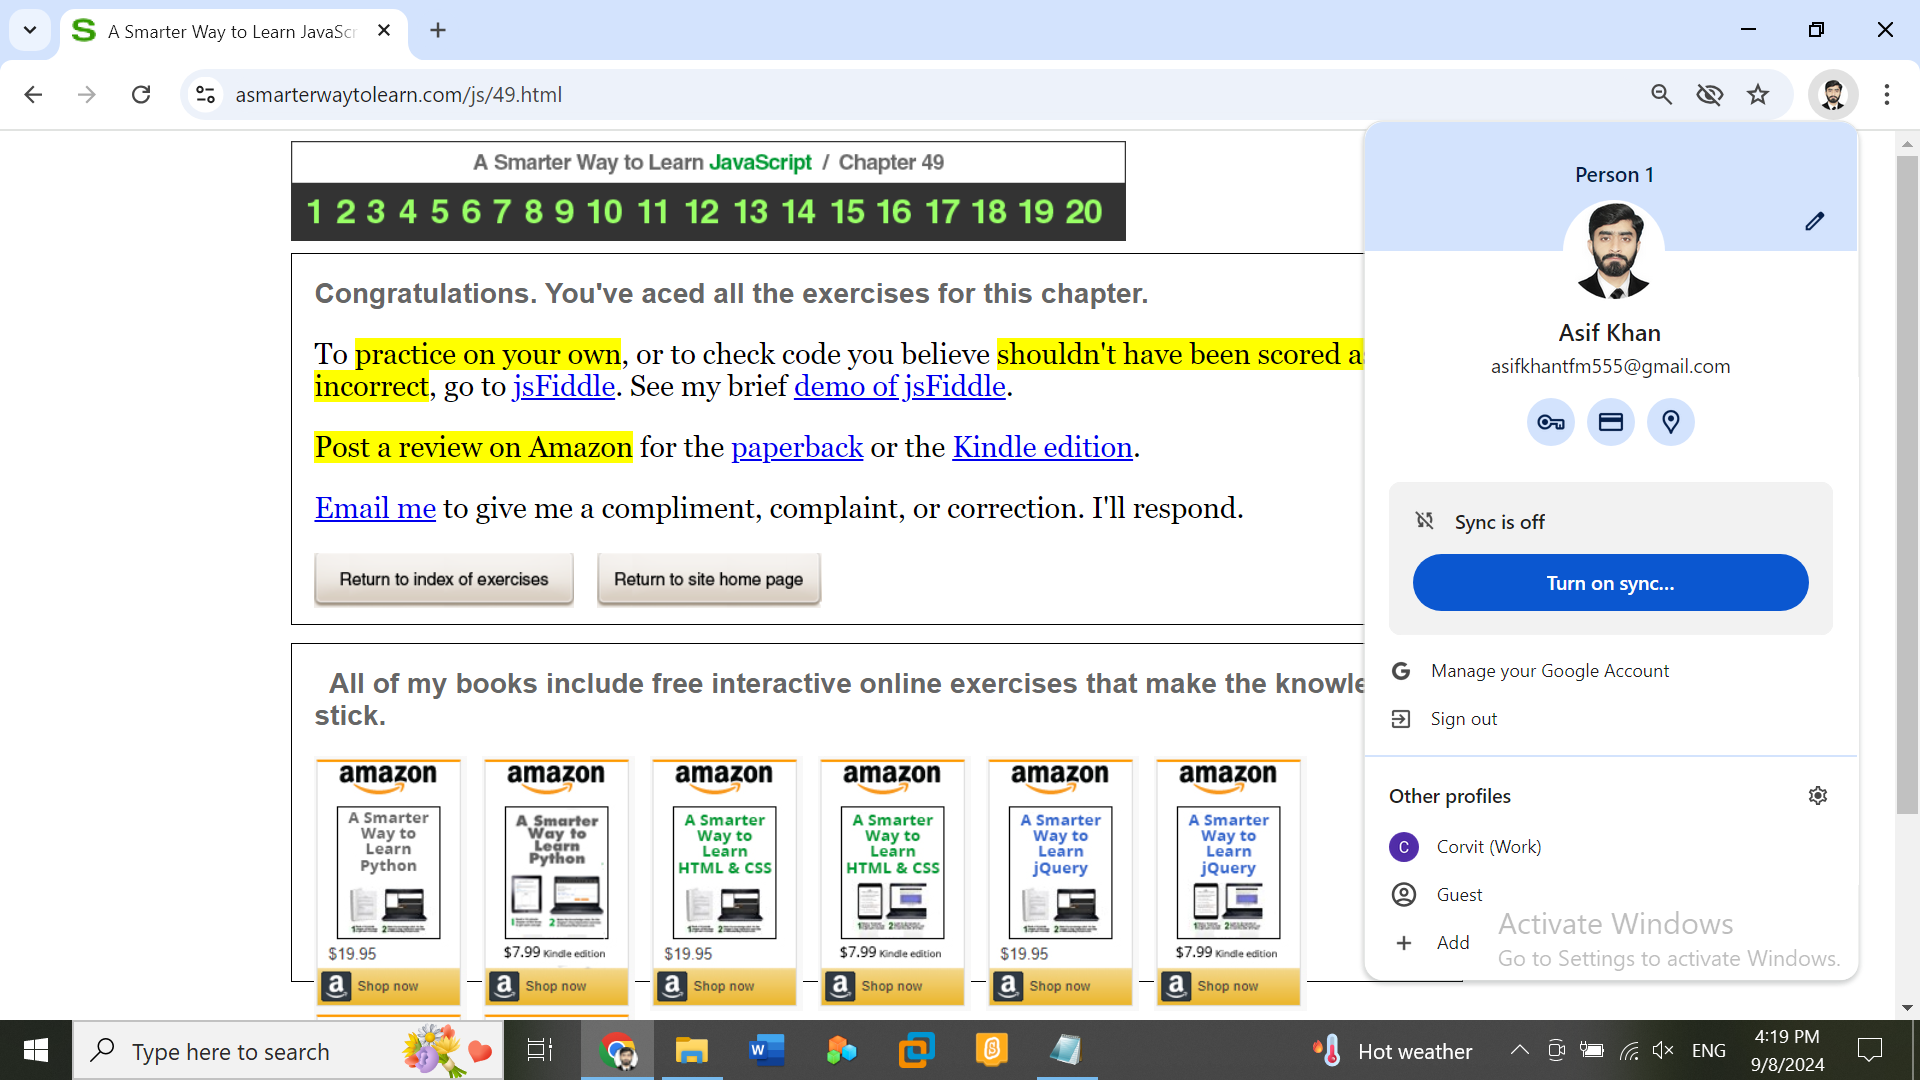 A Smarter Way to Learn JavaScr
asmarterwaytolearn.com/js/49.html
A Smarter Way to Learn JavaScript / Chapter 49
1 2 3 4 5 6 7 8 9 10 11 12 13 14 15 16 17 18 19 20
Congratulations. You've aced all the exercises for this chapter.
To practice on your own, or to check code you believe shouldn't have been scored as
incorrect, go to jsFiddle. See my brief demo of jsFiddle.
Post a review on Amazon for the paperback or the Kindle edition.
Email me to give me a compliment, complaint, or correction. I'll respond.
Return to index of exercises
Return to site home page
All of my books include free interactive online exercises that make the knowle
stick.
amazon
A Smarter
Way to
Learn
Python
$19.95
Shop now
amazon
A Smarter
Way to
Learn
Python
$7.99 Kindle edition
Shop now
amazon
A Smarter
Way to
Learn
HTML & CSS
$19.95
Shop now
amazon
A Smarter
Way to
Learn
HTML & CSS
$7.99 Kindle edition
Shop now
amazon
A Smarter
Way to
Learn
jQuery
$19.95
Shop now
amazon
A Smarter
Way to
Learn
jQuery
$7.99 Kindle edition
Shop now
Person 1
Asif Khan
asifkhantfm555@gmail.com
Sync is off
Turn on sync...
Manage your Google Account
Sign out
Other profiles
C Corvit (Work)
Guest
Add
Activate Windows
Go to Settings to activate Windows.
Type here to search
Hot weather
ENG
4:19 PM
9/8/2024